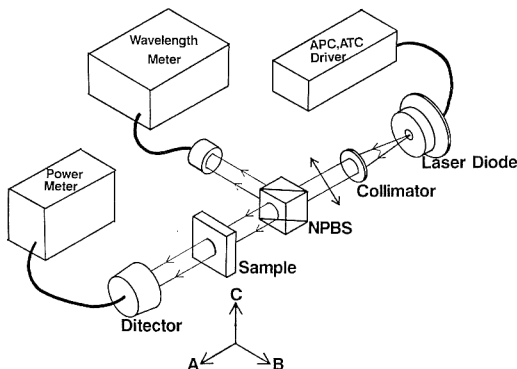 Wavelength
Meter
APC,ATC
Driver
Laser Diode
Collimator
Power
Meter
NPBS
Sample
Ditector
C
A
B